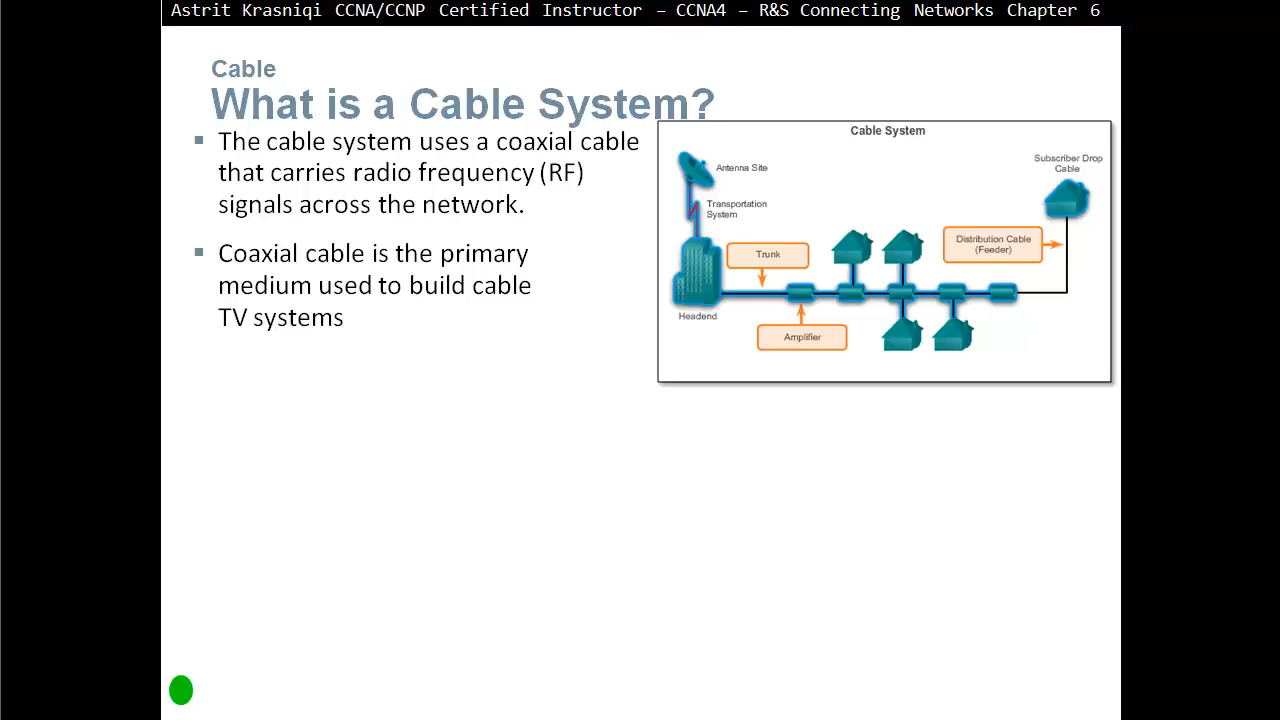 Astrit Krasniqi CCNA/CCNP Certified Instructor – CCNA4 – R&S Connecting Networks Chapter 6
Cable
What is a Cable System?
The cable system uses a coaxial cable
that carries radio frequency (RF)
signals across the network.
Coaxial cable is the primary
medium used to build cable
TV systems
Cable System
Antenna Site
Subscriber Drop
Cable
Transportation
System
Trunk
Distribution Cable
(Feeder)
Headend
Amplifier